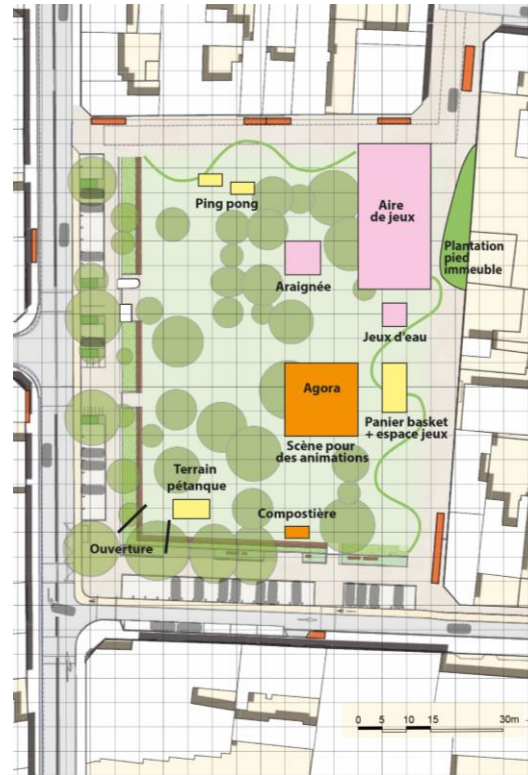 Ping pong
Aire
de jeux
Araignée
Plantation
pied
immeuble
Jeux d'eau
Agora
Panier basket
+ espace jeux
Scène pour
des animations
Terrain
pétanque
Compostière
Ouverture
0 5 10 15 30m